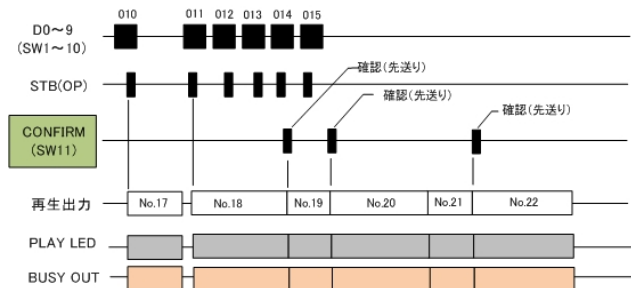 010 011 012 013 014 015
D0～9
(SW1～10)
STB(OP)
確認(先送り)
確認(先送り)
確認(先送り)
CONFIRM
(SW11)
再生出力 No.17 No.18 No.19 No.20 No.21 No.22
PLAY LED
BUSY OUT